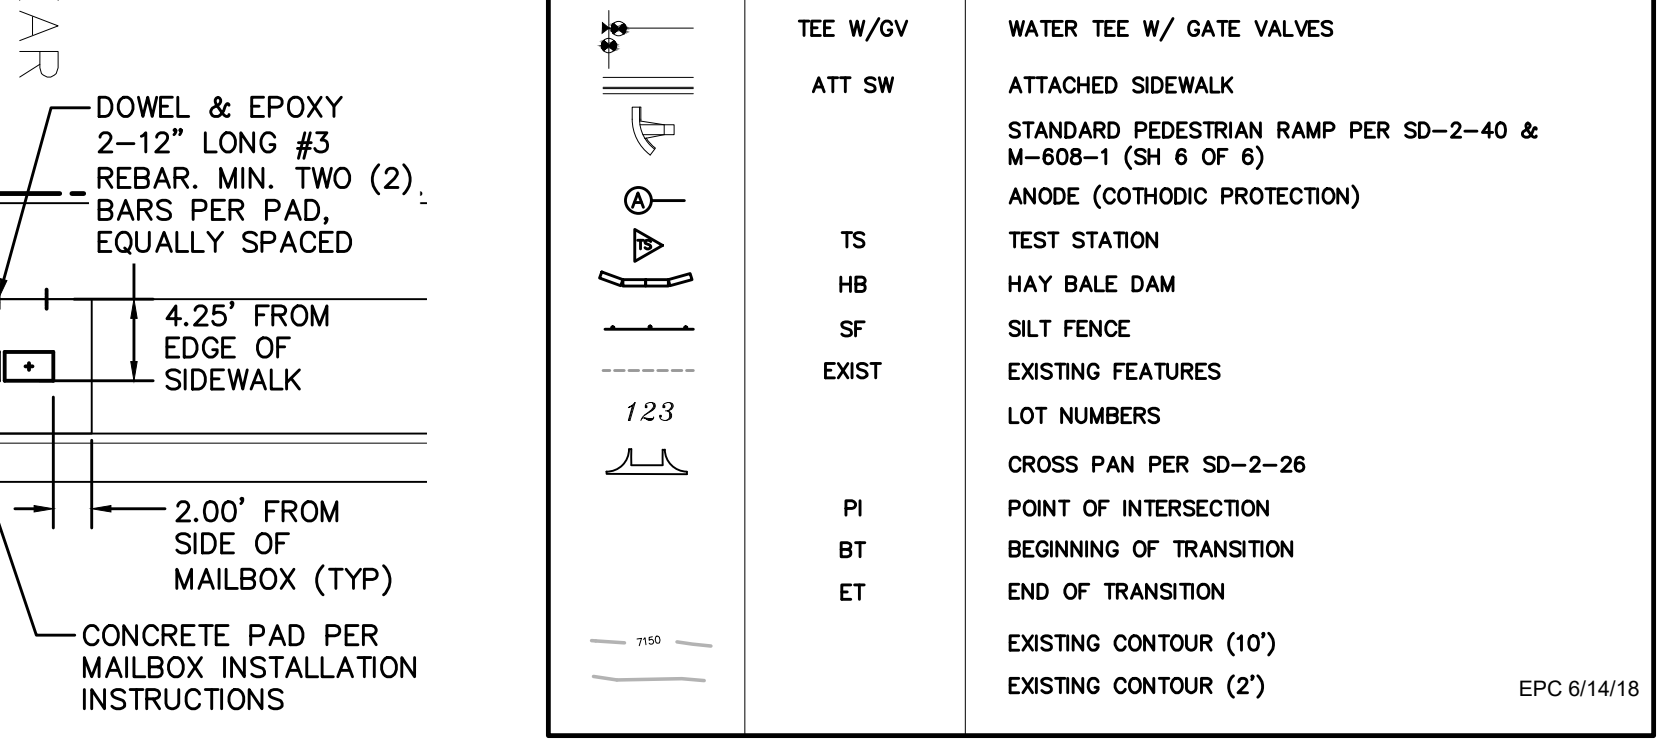 EAR
DOWEL & EPOXY
2-12" LONG #3
REBAR. MIN. TWO (2)
BARS PER PAD,
EQUALLY SPACED
4.25' FROM
EDGE OF
SIDEWALK
2.00' FROM
SIDE OF
MAILBOX (TYP)
CONCRETE PAD PER
MAILBOX INSTALLATION
INSTRUCTIONS
TEE W/GV WATER TEE W/ GATE VALVES
ATT SW ATTACHED SIDEWALK
STANDARD PEDESTRIAN RAMP PER SD-2-40 &
M-608-1 (SH 6 OF 6)
A ANODE (COTHODIC PROTECTION)
TS TS TEST STATION
HB HAY BALE DAM
SF SILT FENCE
EXIST EXISTING FEATURES
123 LOT NUMBERS
CROSS PAN PER SD-2-26
PI POINT OF INTERSECTION
BT BEGINNING OF TRANSITION
ET END OF TRANSITION
7150 EXISTING CONTOUR (10')
EXISTING CONTOUR (2')
EPC 6/14/18